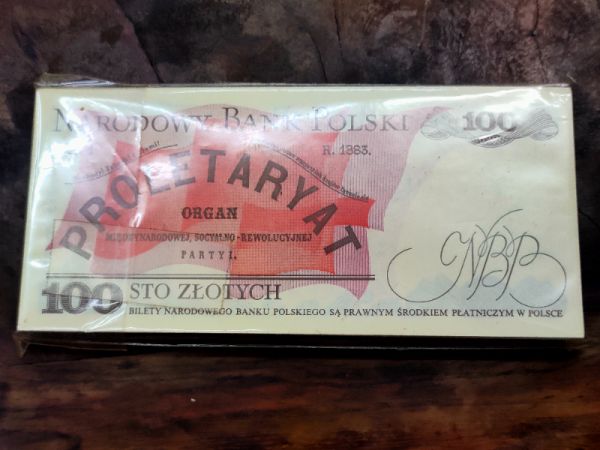 NARODOWY BANK POLSKI
100
R. 1883.
PROLETARYAT
ORGAN
MIĘDZYNARODOWEJ, SOCYALNO-REWOLUCYJNEJ
PARTYI.
NBP
100 STO ZŁOTYCH
BILETY NARODOWEGO BANKU POLSKIEGO SĄ PRAWNYM ŚRODKIEM PŁATNICZYM W POLSCE